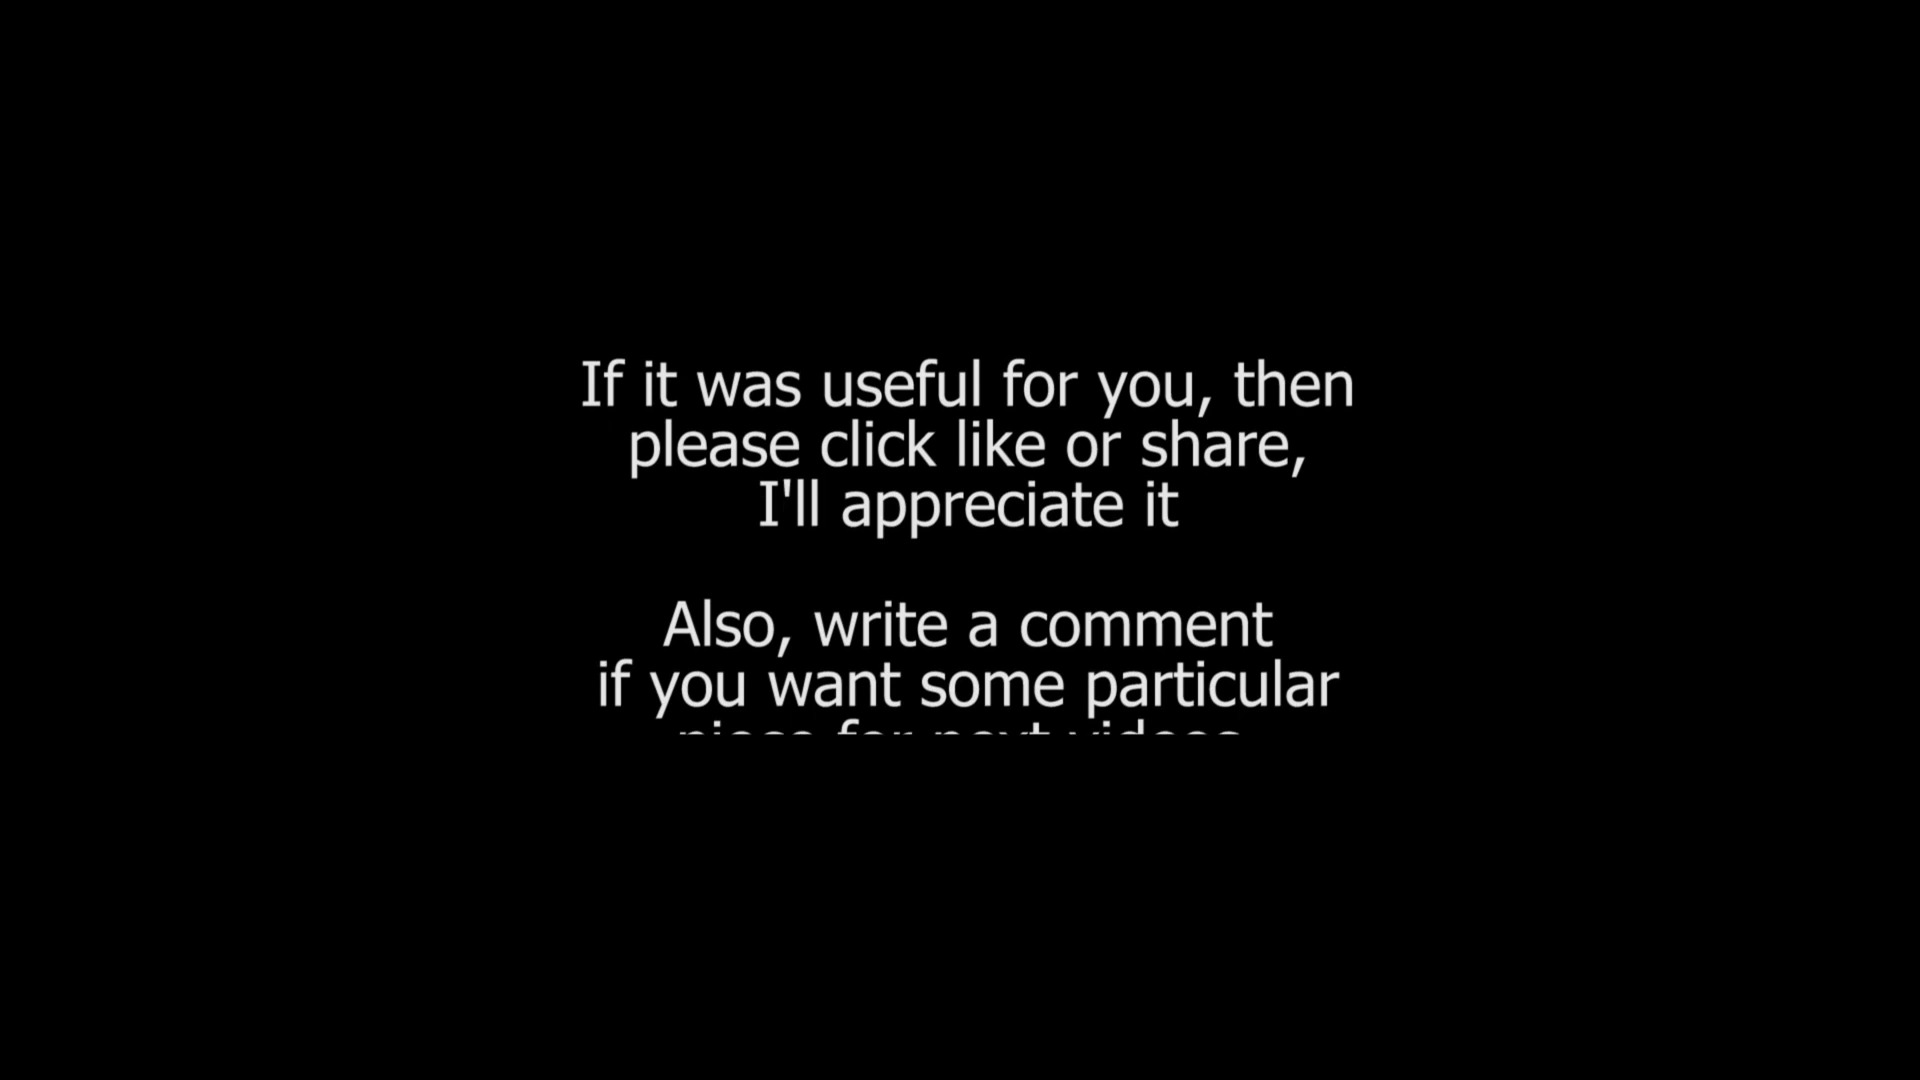 If it was useful for you, then
please click like or share,
I'll appreciate it
Also, write a comment
if you want some particular
piece for next videos